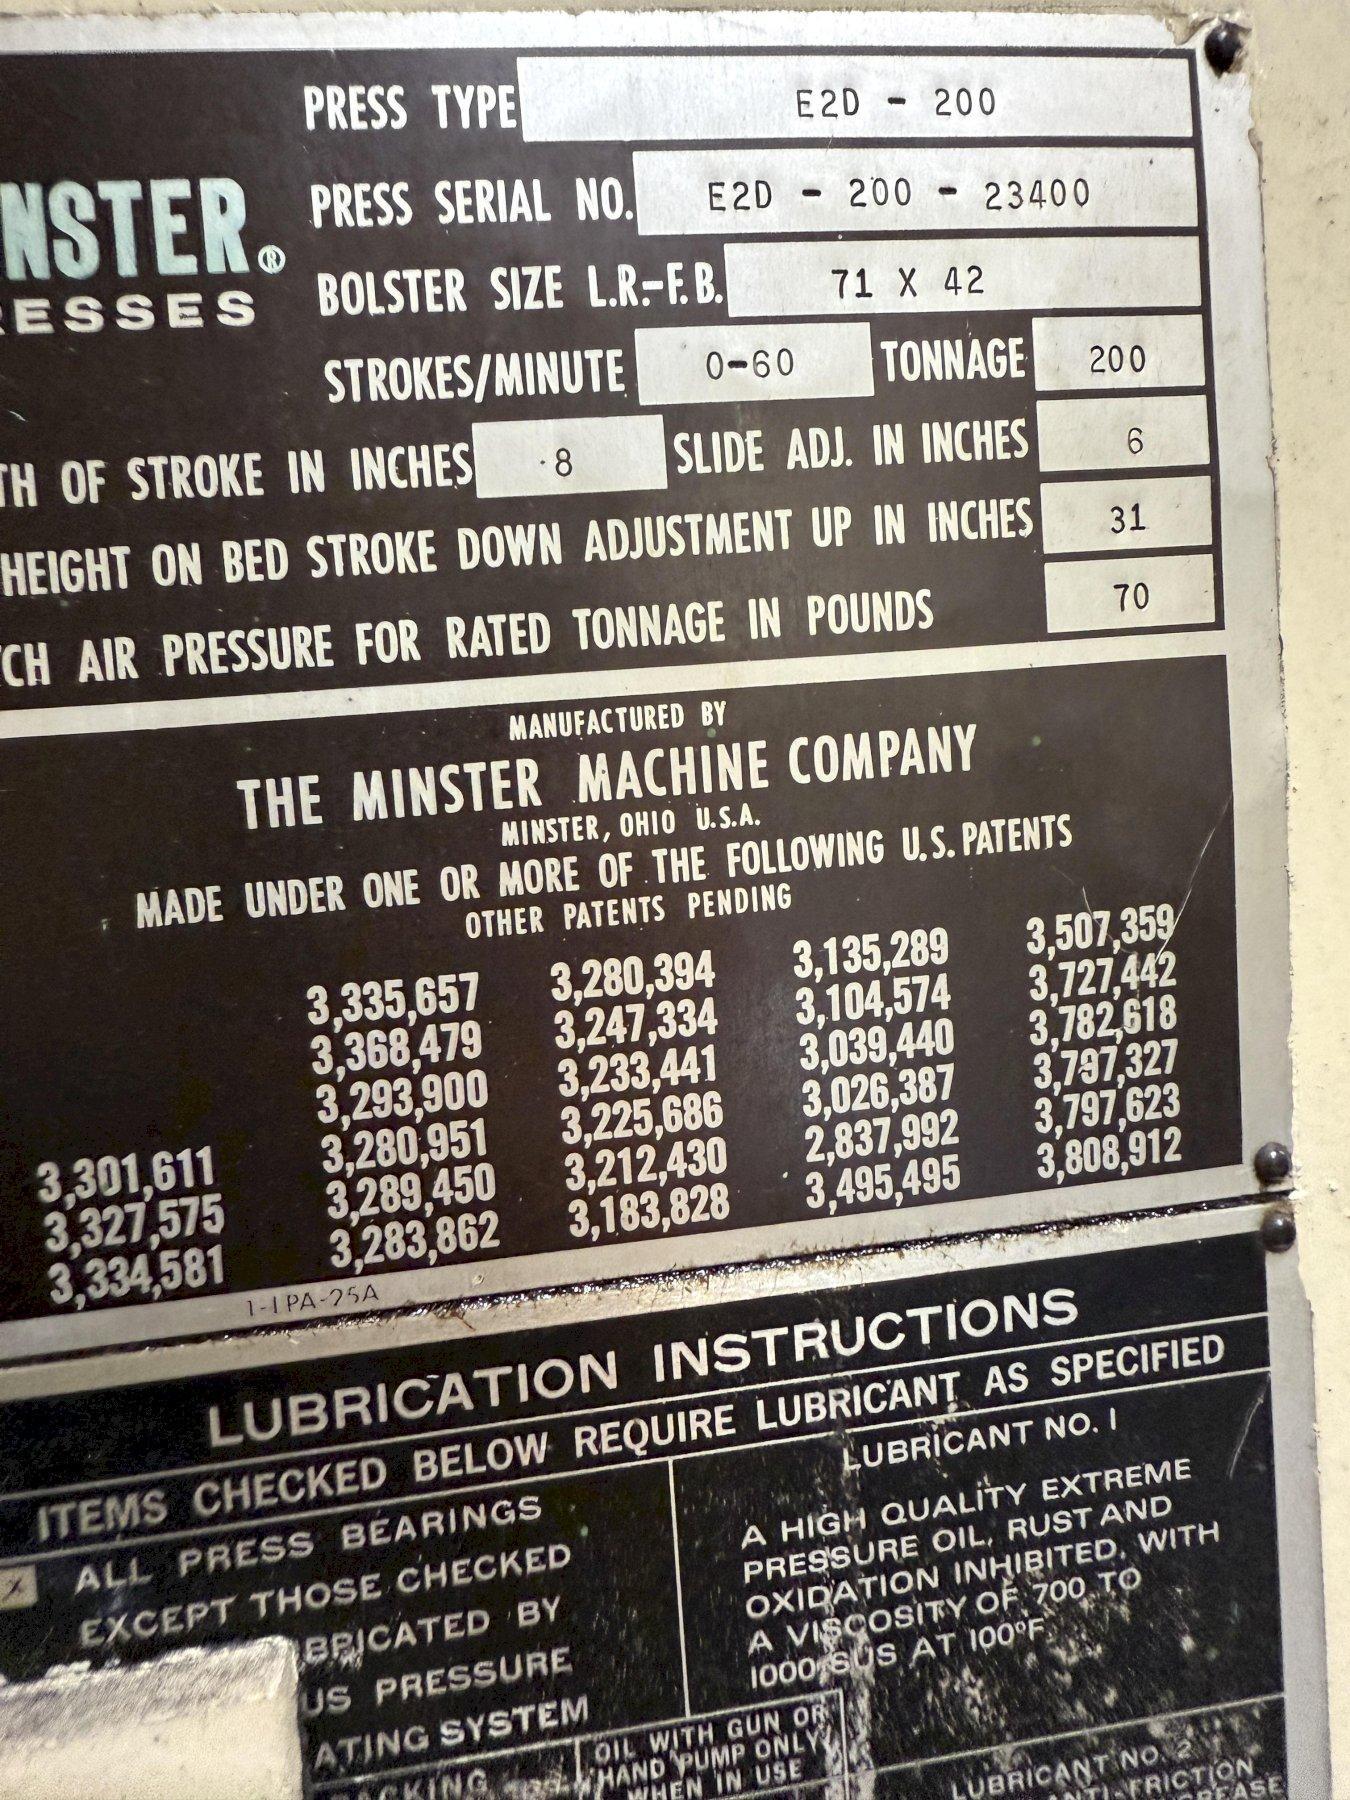 PRESS TYPE E2D - 200
NSTER® PRESS SERIAL NO. E2D - 200 - 23400
RESSES BOLSTER SIZE L.R.-F.B. 71 X 42
STROKES/MINUTE 0-60 TONNAGE 200
TH OF STROKE IN INCHES 8 SLIDE ADJ. IN INCHES 6
HEIGHT ON BED STROKE DOWN ADJUSTMENT UP IN INCHES 31
CH AIR PRESSURE FOR RATED TONNAGE IN POUNDS 70
MANUFACTURED BY
THE MINSTER MACHINE COMPANY
MINSTER, OHIO U.S.A.
MADE UNDER ONE OR MORE OF THE FOLLOWING U.S. PATENTS
OTHER PATENTS PENDING
3,335,657 3,280,394 3,135,289 3,507,359
3,368,479 3,247,334 3,104,574 3,727,442
3,293,900 3,233,441 3,039,440 3,782,618
3,301,611 3,280,951 3,225,686 3,026,387 3,797,327
3,327,575 3,289,450 3,212,430 2,837,992 3,797,623
3,334,581 3,283,862 3,183,828 3,495,495 3,808,912
1-1PA-25A
LUBRICATION INSTRUCTIONS
ITEMS CHECKED BELOW REQUIRE LUBRICANT AS SPECIFIED
X ALL PRESS BEARINGS
EXCEPT THOSE CHECKED
BRICATED BY
US PRESSURE
ATING SYSTEM
LUBRICANT NO. 1
A HIGH QUALITY EXTREME
PRESSURE OIL, RUST AND
OXIDATION INHIBITED, WITH
A VISCOSITY OF 700 TO
1000 SUS AT 100°F.
OIL WITH GUN OR
HAND PUMP ONLY
WHEN IN USE
LUBRICANT NO. 2
ANTI-FRICTION